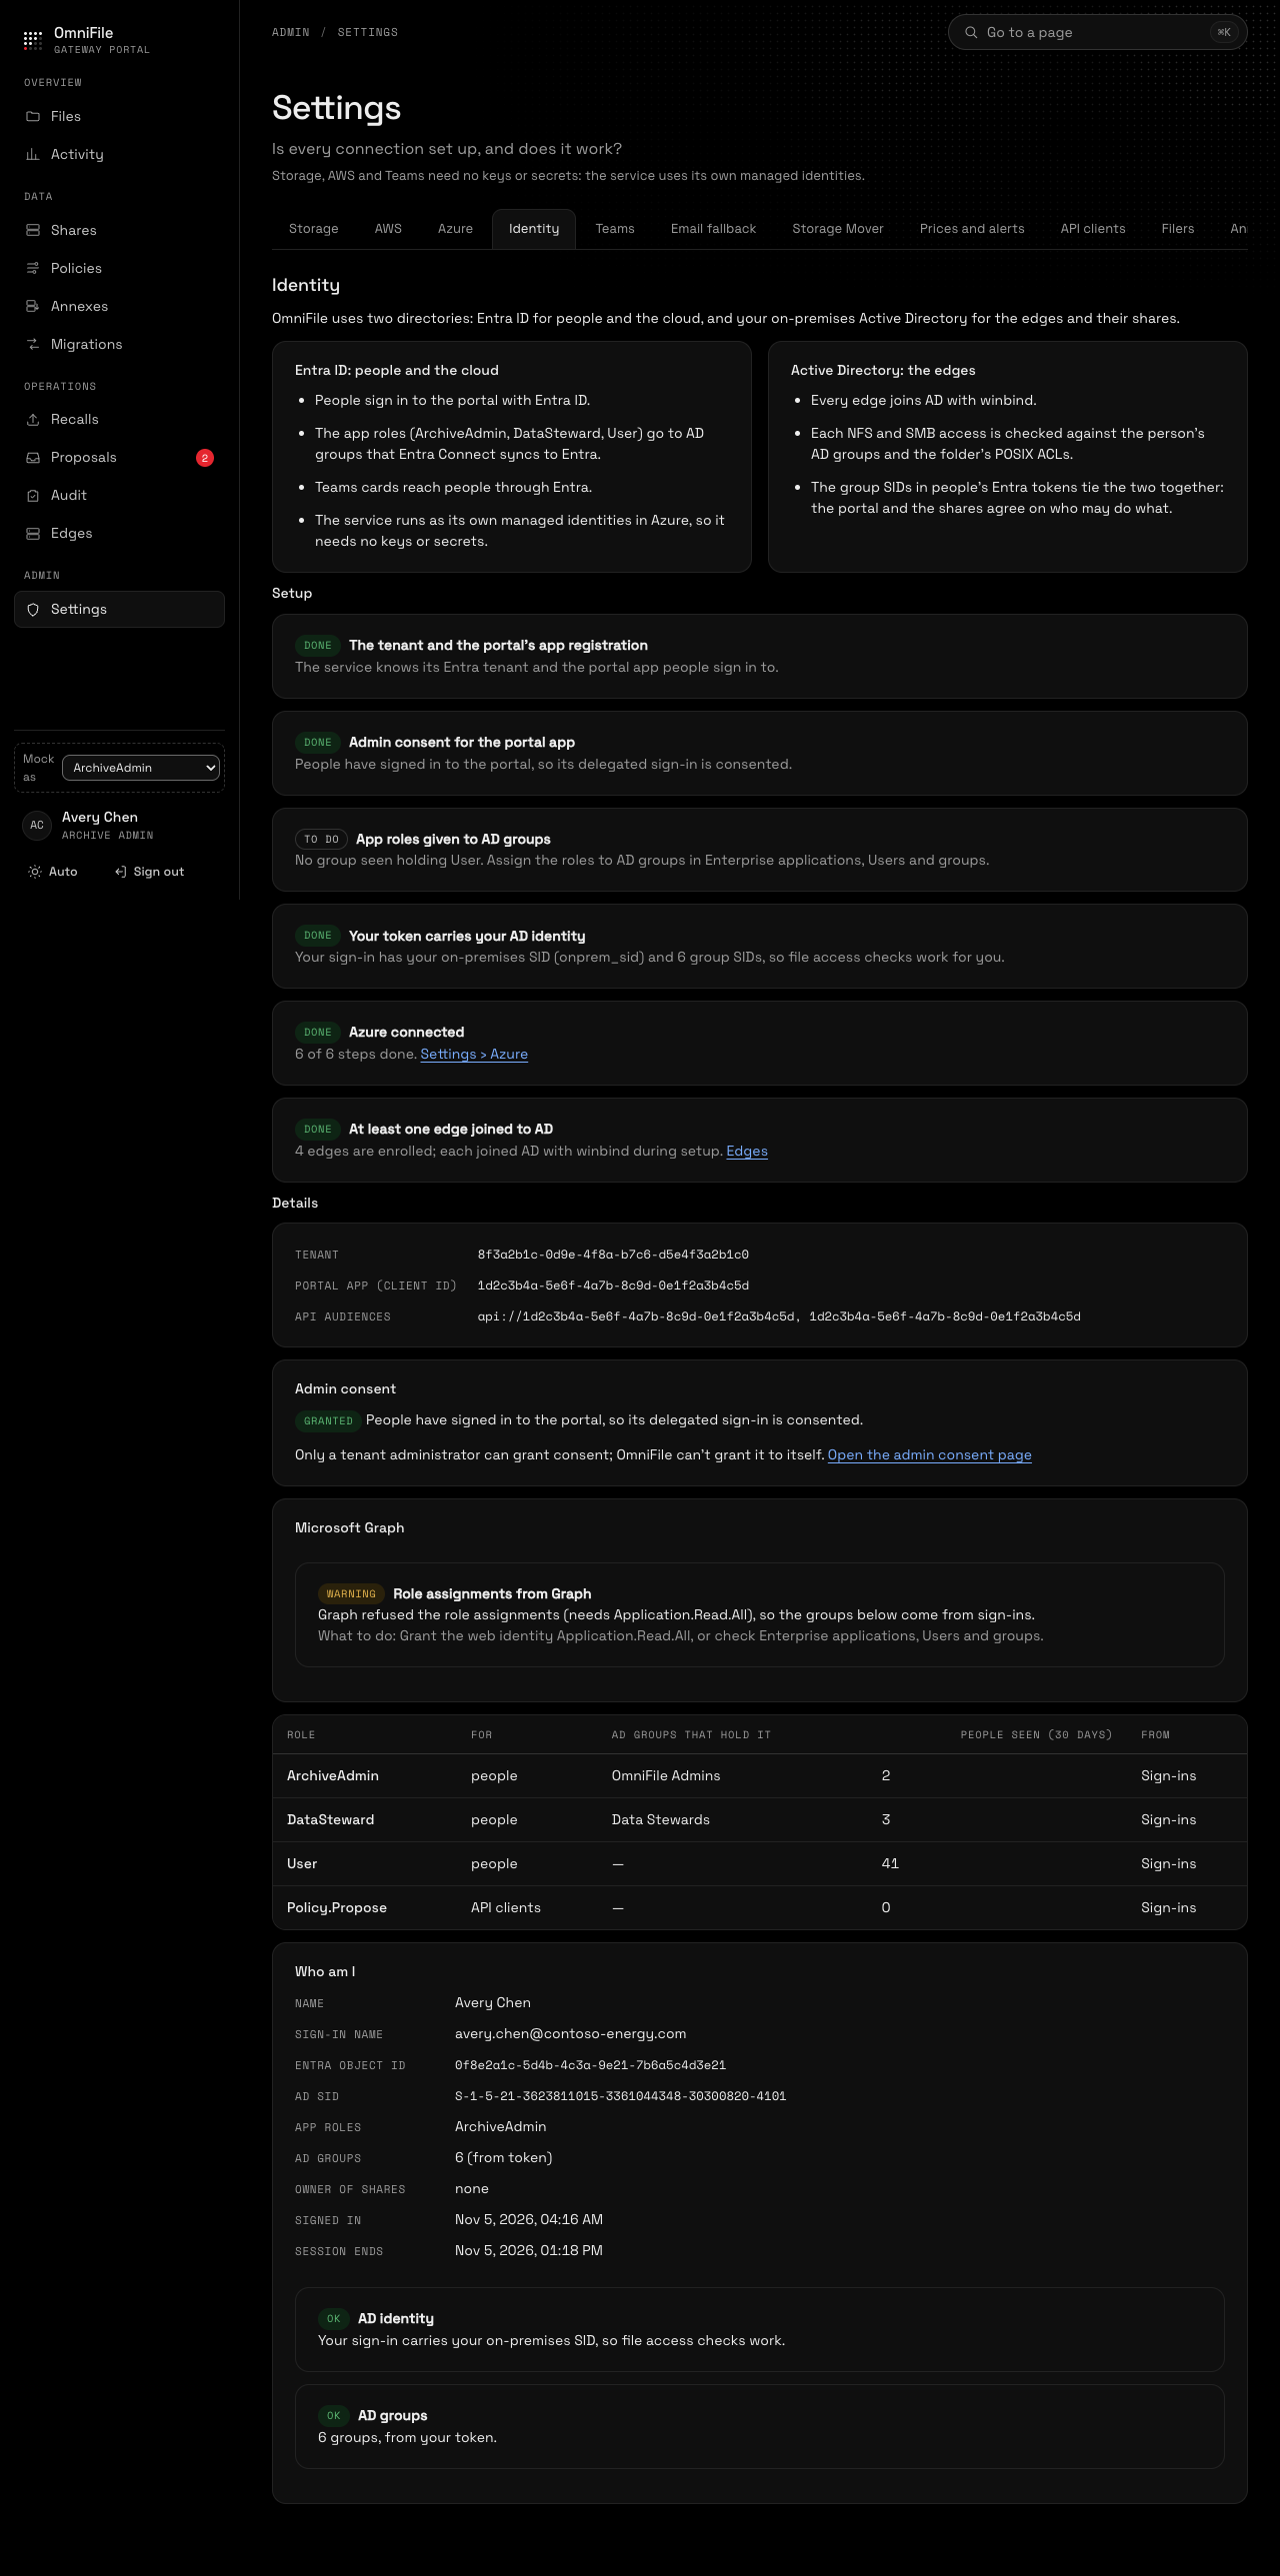 OmniFile
GATEWAY PORTAL
OVERVIEW
Files
Activity
DATA
Shares
Policies
Annexes
Migrations
OPERATIONS
Recalls
Proposals 2
Audit
Edges
ADMIN
Settings
Mock as
ArchiveAdmin
AC
Avery Chen
ARCHIVE ADMIN
Auto
Sign out
ADMIN / SETTINGS
Go to a page ⌘K
Settings
Is every connection set up, and does it work?
Storage, AWS and Teams need no keys or secrets: the service uses its own managed identities.
Storage AWS Azure Identity Teams Email fallback Storage Mover Prices and alerts API clients Filers An
Identity
OmniFile uses two directories: Entra ID for people and the cloud, and your on-premises Active Directory for the edges and their shares.
Entra ID: people and the cloud
• People sign in to the portal with Entra ID.
• The app roles (ArchiveAdmin, DataSteward, User) go to AD
groups that Entra Connect syncs to Entra.
• Teams cards reach people through Entra.
• The service runs as its own managed identities in Azure, so it
needs no keys or secrets.
Active Directory: the edges
• Every edge joins AD with winbind.
• Each NFS and SMB access is checked against the person's
AD groups and the folder's POSIX ACLs.
• The group SIDs in people's Entra tokens tie the two together:
the portal and the shares agree on who may do what.
Setup
DONE The tenant and the portal's app registration
The service knows its Entra tenant and the portal app people sign in to.
DONE Admin consent for the portal app
People have signed in to the portal, so its delegated sign-in is consented.
TO DO App roles given to AD groups
No group seen holding User. Assign the roles to AD groups in Enterprise applications, Users and groups.
DONE Your token carries your AD identity
Your sign-in has your on-premises SID (onprem_sid) and 6 group SIDs, so file access checks work for you.
DONE Azure connected
6 of 6 steps done. Settings > Azure
DONE At least one edge joined to AD
4 edges are enrolled; each joined AD with winbind during setup. Edges
Details
TENANT 8f3a2b1c-0d9e-4f8a-b7c6-d5e4f3a2b1c0
PORTAL APP (CLIENT ID) 1d2c3b4a-5e6f-4a7b-8c9d-0e1f2a3b4c5d
API AUDIENCES api://1d2c3b4a-5e6f-4a7b-8c9d-0e1f2a3b4c5d, 1d2c3b4a-5e6f-4a7b-8c9d-0e1f2a3b4c5d
Admin consent
GRANTED People have signed in to the portal, so its delegated sign-in is consented.
Only a tenant administrator can grant consent; OmniFile can't grant it to itself. Open the admin consent page
Microsoft Graph
WARNING Role assignments from Graph
Graph refused the role assignments (needs Application.Read.All), so the groups below come from sign-ins.
What to do: Grant the web identity Application.Read.All, or check Enterprise applications, Users and groups.
ROLE FOR AD GROUPS THAT HOLD IT PEOPLE SEEN (30 DAYS) FROM
ArchiveAdmin people OmniFile Admins 2 Sign-ins
DataSteward people Data Stewards 3 Sign-ins
User people — 41 Sign-ins
Policy.Propose API clients — 0 Sign-ins
Who am I
NAME Avery Chen
SIGN-IN NAME avery.chen@contoso-energy.com
ENTRA OBJECT ID 0f8e2a1c-5d4b-4c3a-9e21-7b6a5c4d3e21
AD SID S-1-5-21-3623811015-3361044348-30300820-4101
APP ROLES ArchiveAdmin
AD GROUPS 6 (from token)
OWNER OF SHARES none
SIGNED IN Nov 5, 2026, 04:16 AM
SESSION ENDS Nov 5, 2026, 01:18 PM
OK AD identity
Your sign-in carries your on-premises SID, so file access checks work.
OK AD groups
6 groups, from your token.